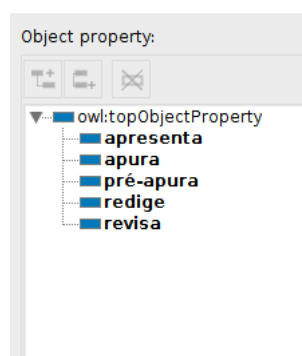 Object property:
owl:topObjectProperty
apresenta
apura
pré-apura
redige
revisa